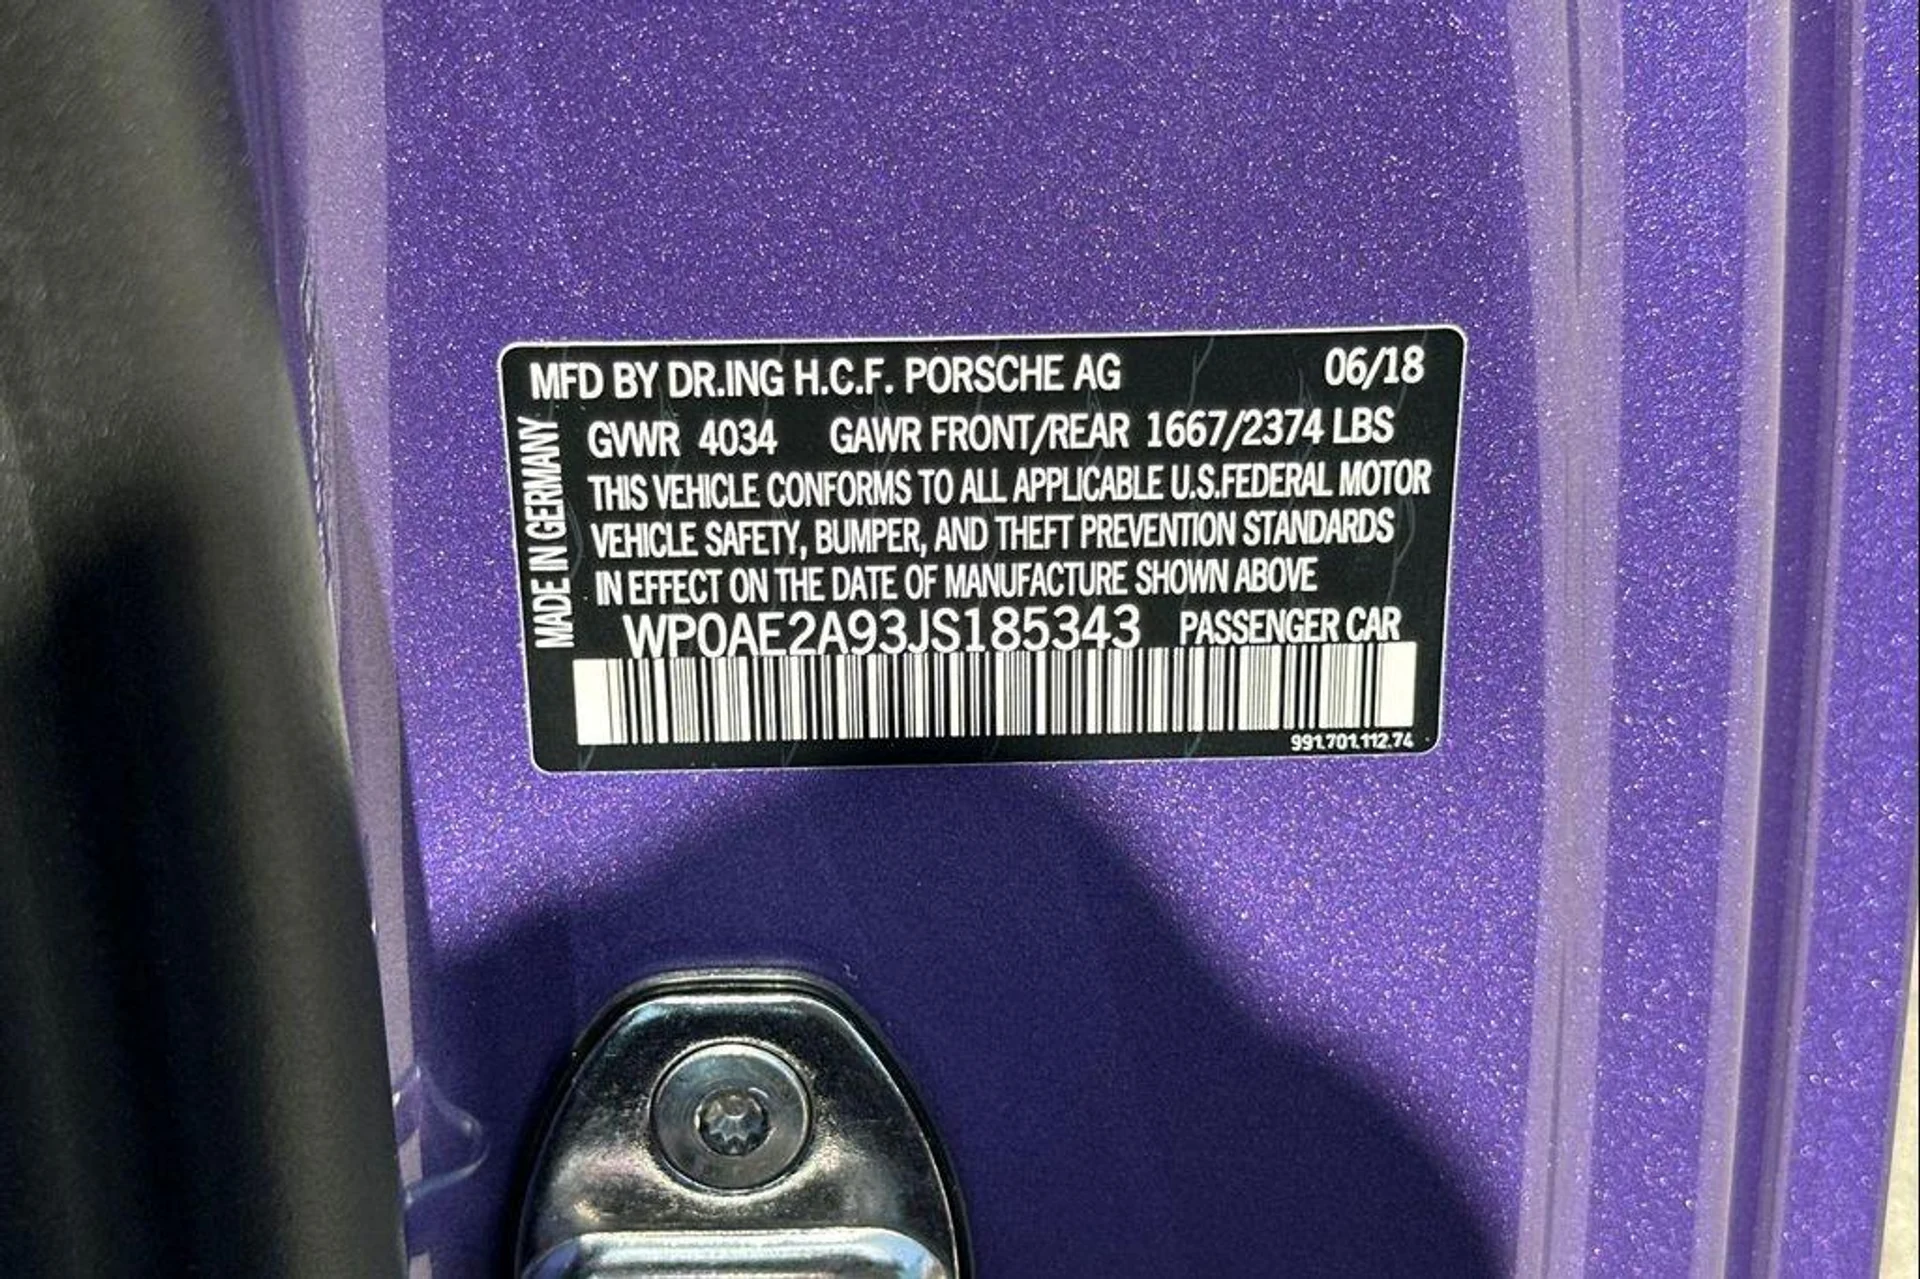 MFD BY DR.ING H.C.F. PORSCHE AG 06/18
MADE IN GERMANY
GVWR 4034 GAWR FRONT/REAR 1667/2374 LBS
THIS VEHICLE CONFORMS TO ALL APPLICABLE U.S.FEDERAL MOTOR
VEHICLE SAFETY, BUMPER, AND THEFT PREVENTION STANDARDS
IN EFFECT ON THE DATE OF MANUFACTURE SHOWN ABOVE
WP0AE2A93JS185343 PASSENGER CAR
991.701.112.74